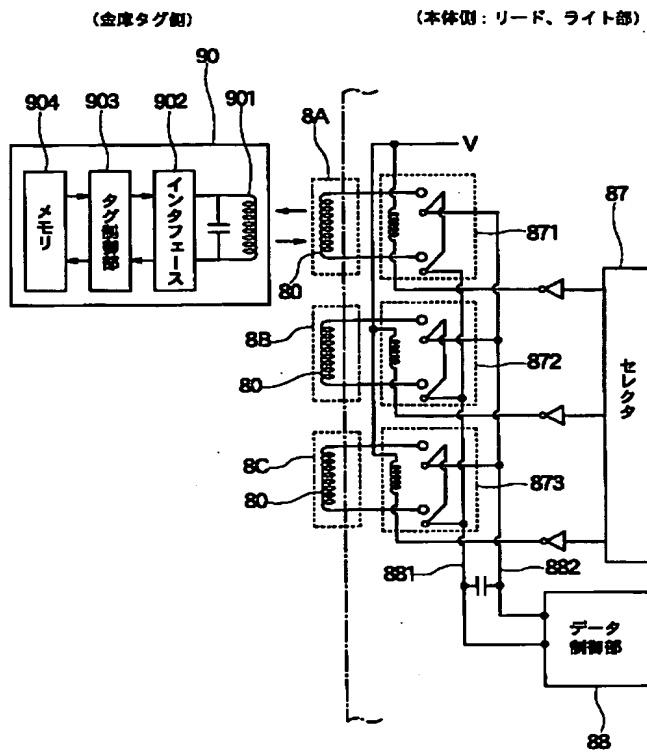 (金庫タグ側)
(本体側：リード、ライト部)
90
904
903
902
901
8A
V
87
メモリ
タグ制御部
インタフェース
871
80
8B
872
セレクタ
80
8C
873
80
881
882
データ
制御部
88